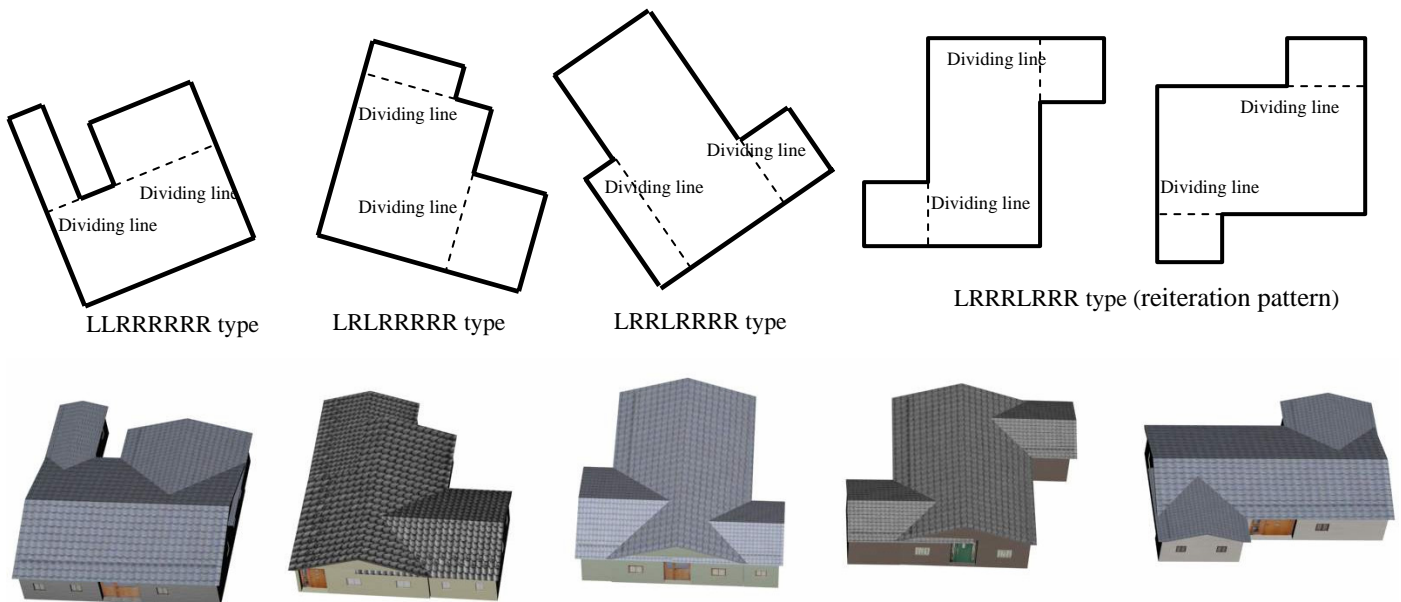 Dividing line
Dividing line
LLRRRRRR type
Dividing line
Dividing line
LRLRRRRR type
Dividing line
Dividing line
LRRLRRRR type
Dividing line
Dividing line
Dividing line
Dividing line
LRRRLRRR type (reiteration pattern)